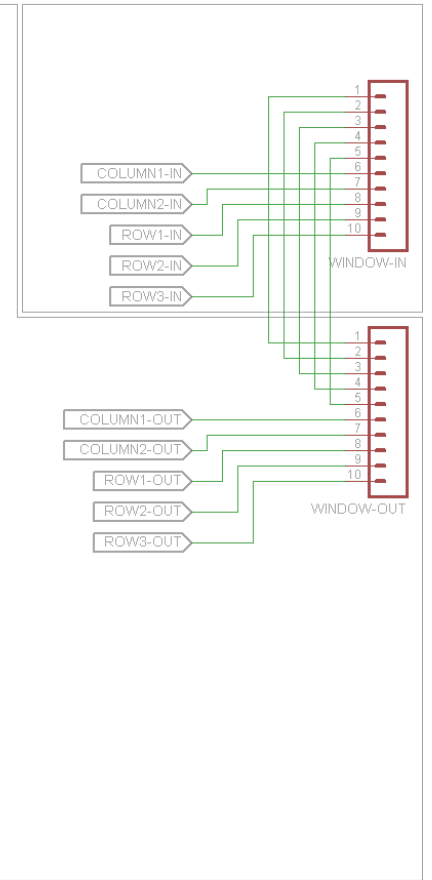 1
2
3
4
5
COLUMN1-IN 6
COLUMN2-IN 7
ROW1-IN 8
ROW2-IN 9
ROW3-IN 10
WINDOW-IN
1
2
3
4
5
COLUMN1-OUT 6
COLUMN2-OUT 7
ROW1-OUT 8
ROW2-OUT 9
ROW3-OUT 10
WINDOW-OUT